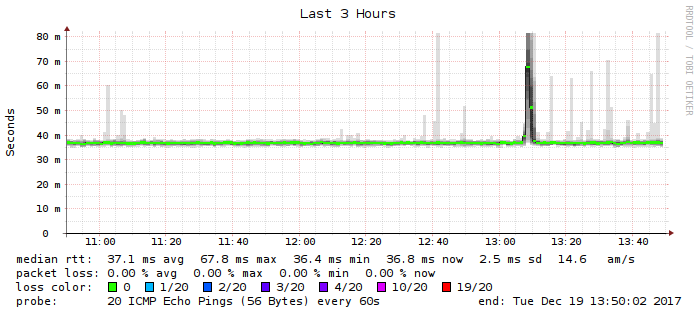 Last 3 Hours
RRDTOOL / TOBI OETIKER
Seconds
80 m
70 m
60 m
50 m
40 m
30 m
20 m
10 m
0
11:00 11:20 11:40 12:00 12:20 12:40 13:00 13:20 13:40
median rtt: 37.1 ms avg 67.8 ms max 36.4 ms min 36.8 ms now 2.5 ms sd 14.6 am/s
packet loss: 0.00 % avg 0.00 % max 0.00 % min 0.00 % now
loss color: 0 1/20 2/20 3/20 4/20 10/20 19/20
probe: 20 ICMP Echo Pings (56 Bytes) every 60s end: Tue Dec 19 13:50:02 2017